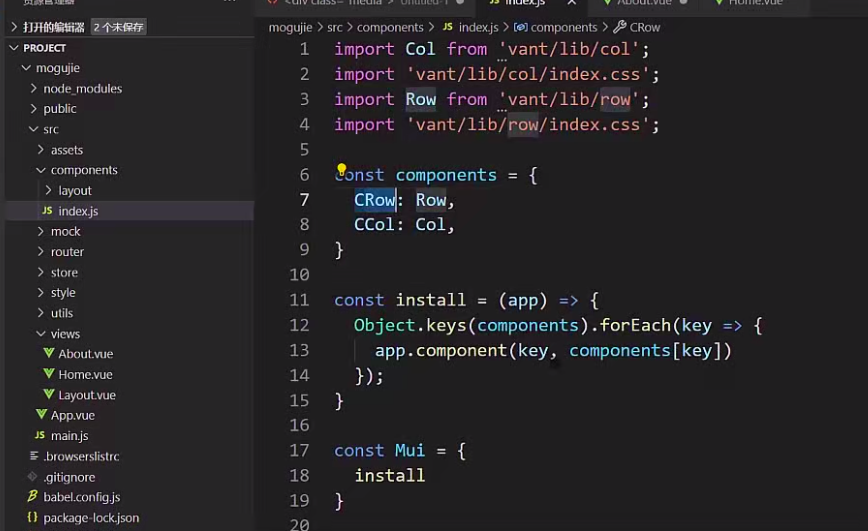 资源管理器
打开的编辑器 2 个未保存
PROJECT
mogujie
node_modules
public
src
assets
components
layout
index.js
mock
router
store
style
utils
views
About.vue
Home.vue
Layout.vue
App.vue
main.js
.browserslistrc
.gitignore
babel.config.js
package-lock.json
<div class="media Untitled-1 index.js About.vue Home.vue
mogujie > src > components > index.js > components > CRow
1 import Col from 'vant/lib/col';
2 import 'vant/lib/col/index.css';
3 import Row from 'vant/lib/row';
4 import 'vant/lib/row/index.css';
5
6 const components = {
7 CRow: Row,
8 CCol: Col,
9 }
10
11 const install = (app) => {
12 Object.keys(components).forEach(key => {
13 app.component(key, components[key])
14 });
15 }
16
17 const Mui = {
18 install
19 }
20